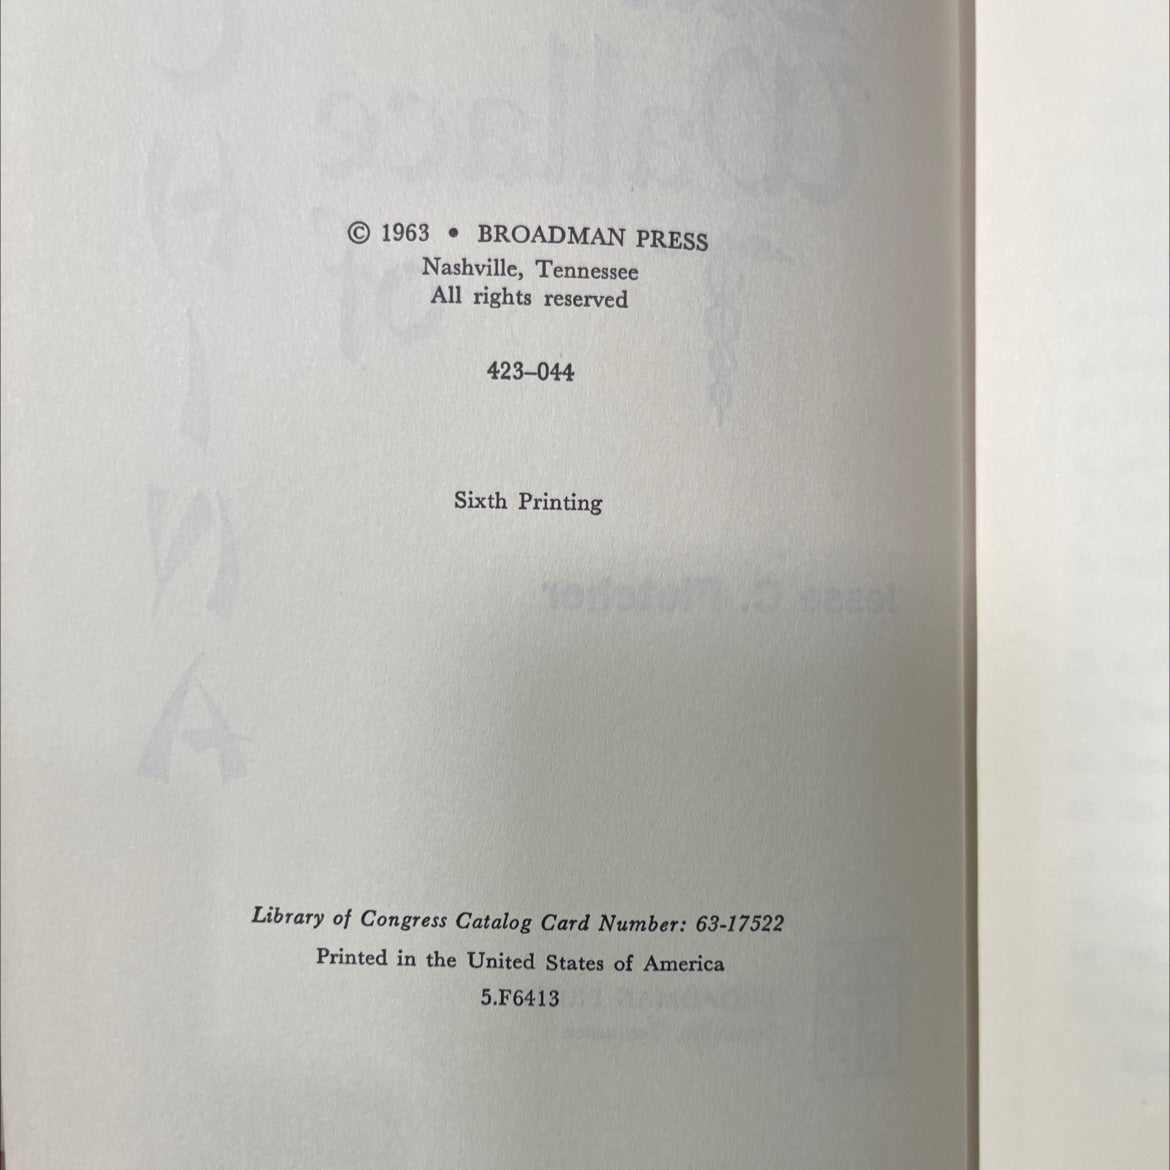 © 1963 • BROADMAN PRESS
Nashville, Tennessee
All rights reserved
423–044
Sixth Printing
Library of Congress Catalog Card Number: 63-17522
Printed in the United States of America
5.F6413